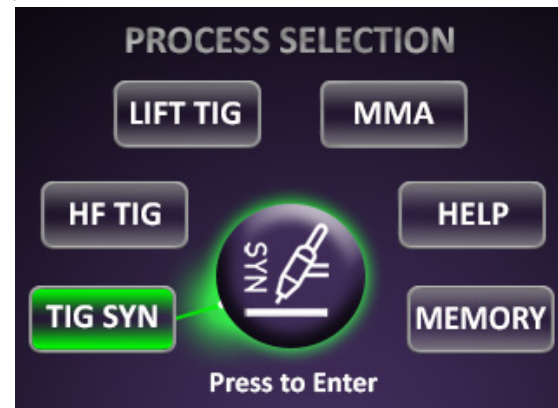 PROCESS SELECTION
LIFT TIG
MMA
HF TIG
HELP
SYN
TIG SYN
MEMORY
Press to Enter